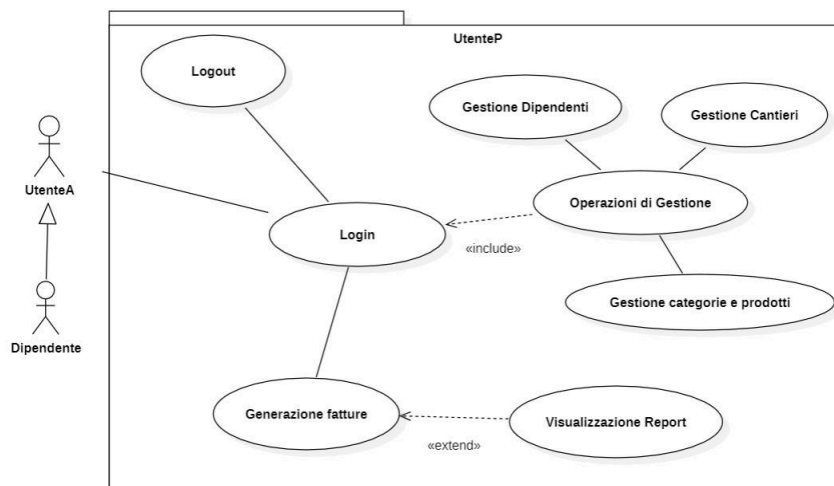 UtenteP
Logout
Gestione Dipendenti
Gestione Cantieri
UtenteA
Operazioni di Gestione
Login
«include»
Gestione categorie e prodotti
Dipendente
Generazione fatture
Visualizzazione Report
«extend»